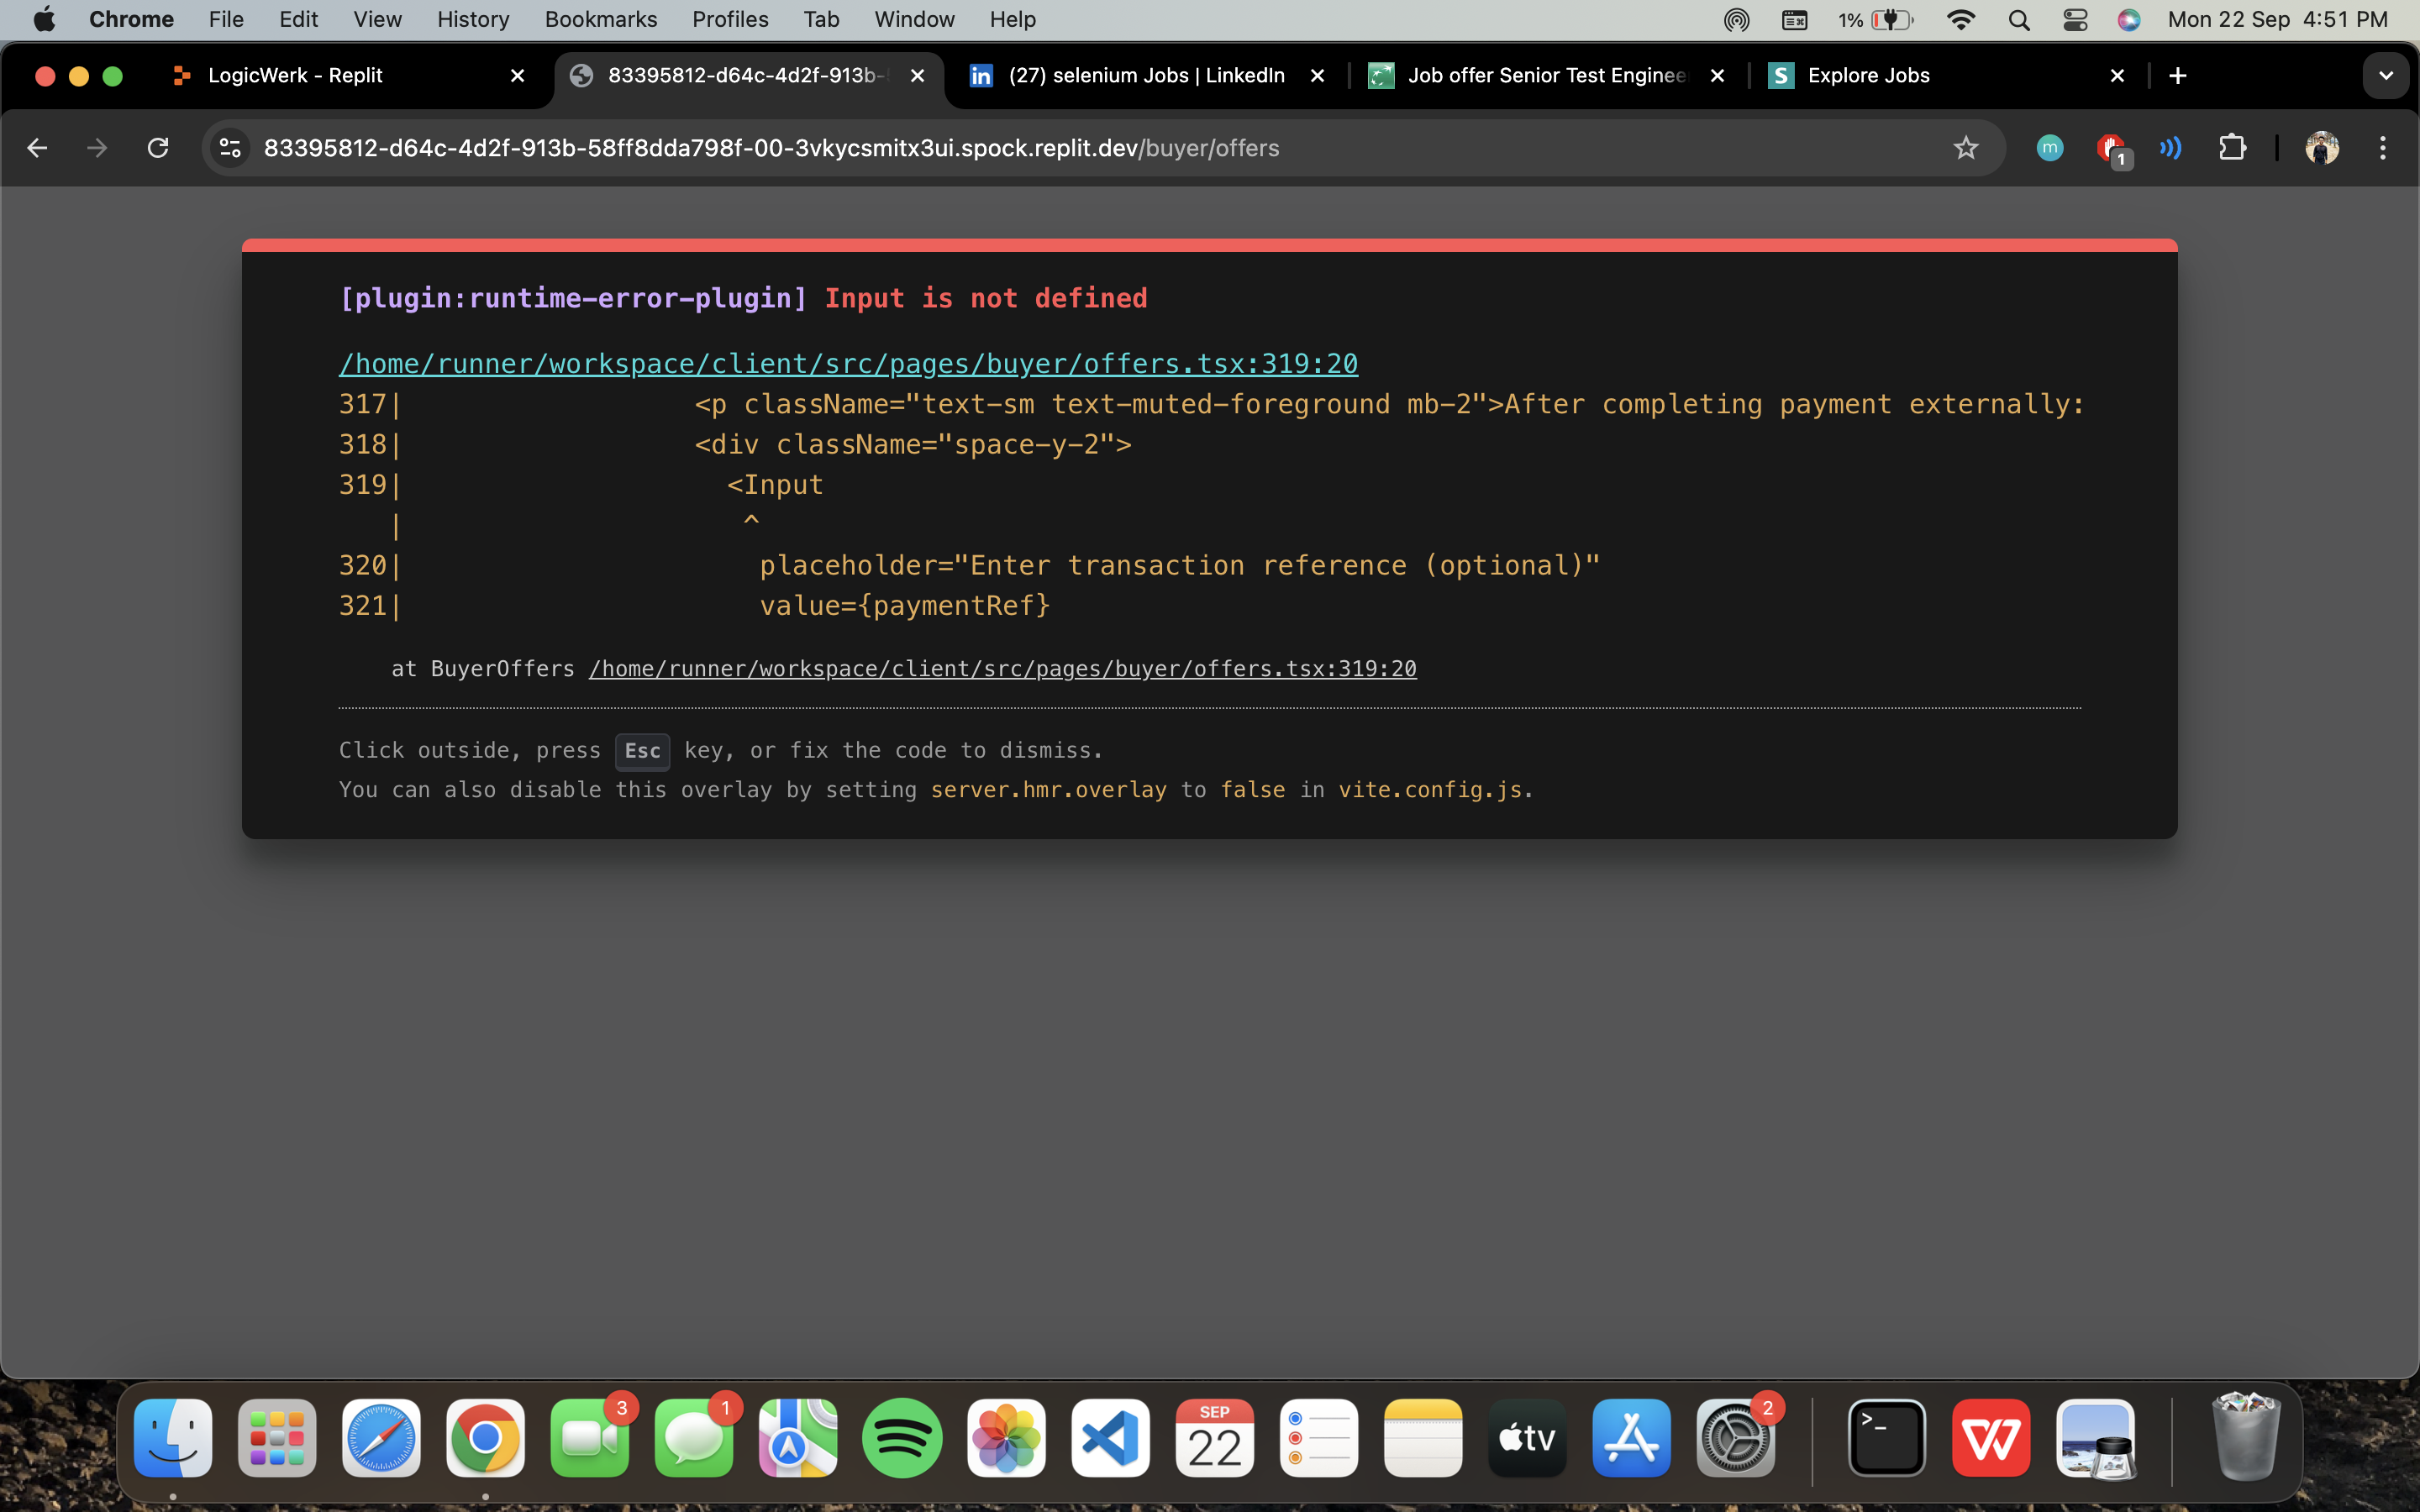 Chrome File Edit View History Bookmarks Profiles Tab Window Help 1% Mon 22 Sep 4:51 PM
LogicWerk - Replit 83395812-d64c-4d2f-913b- (27) selenium Jobs | LinkedIn Job offer Senior Test Enginee S Explore Jobs
83395812-d64c-4d2f-913b-58ff8dda798f-00-3vkycsmitx3ui.spock.replit.dev/buyer/offers m 1
[plugin:runtime-error-plugin] Input is not defined
/home/runner/workspace/client/src/pages/buyer/offers.tsx:319:20
317| <p className="text-sm text-muted-foreground mb-2">After completing payment externally:
318| <div className="space-y-2">
319| <Input
| ^
320| placeholder="Enter transaction reference (optional)"
321| value={paymentRef}
at BuyerOffers /home/runner/workspace/client/src/pages/buyer/offers.tsx:319:20
Click outside, press Esc key, or fix the code to dismiss.
You can also disable this overlay by setting server.hmr.overlay to false in vite.config.js.
3 1 SEP 2
22 tv >_ W